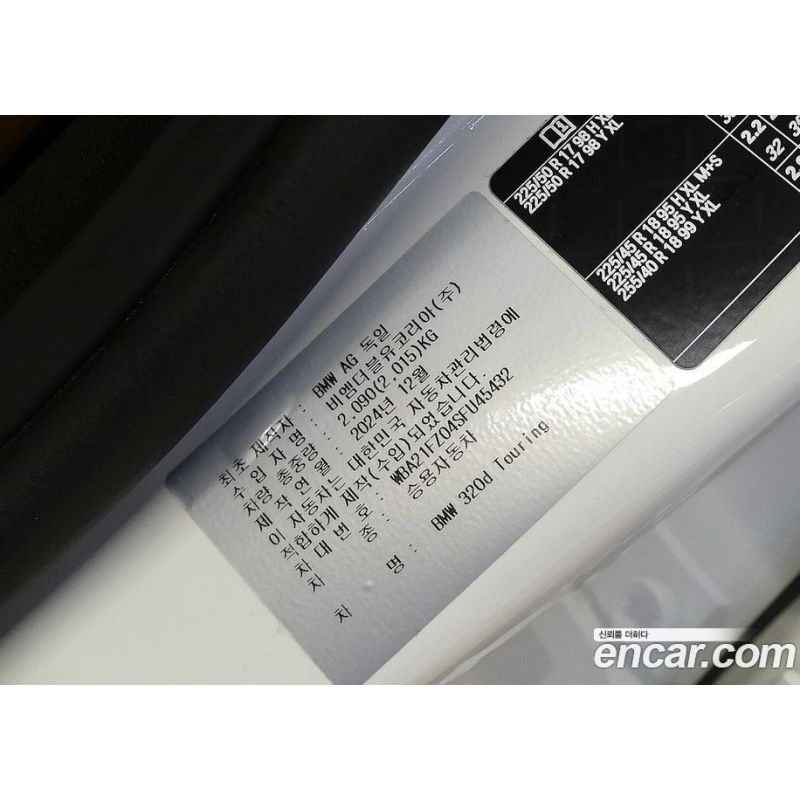 최초 제작자 : BMW AG 독일
수입 자 명 : 비엠더블유코리아(주)
차량 총중량 : 2,090(2,015)KG
제 작 연 월 : 2024년, 12월
이 자동차는 대한민국 자동차관리법령에
적합하게 제작(수입)되었습니다.
차 대 번 호 : WBA21FZ04SFU45432
차 종 : 승용자동차
차 명 : BMW 320d Touring
225/50 R 17 98 H XL
225/50 R 17 98 Y XL
225/45 R 18 95 H XL M+S
225/45 R 18 95 Y XL
255/40 R 18 99 Y XL
2.2
32
신뢰를 더하다
encar.com